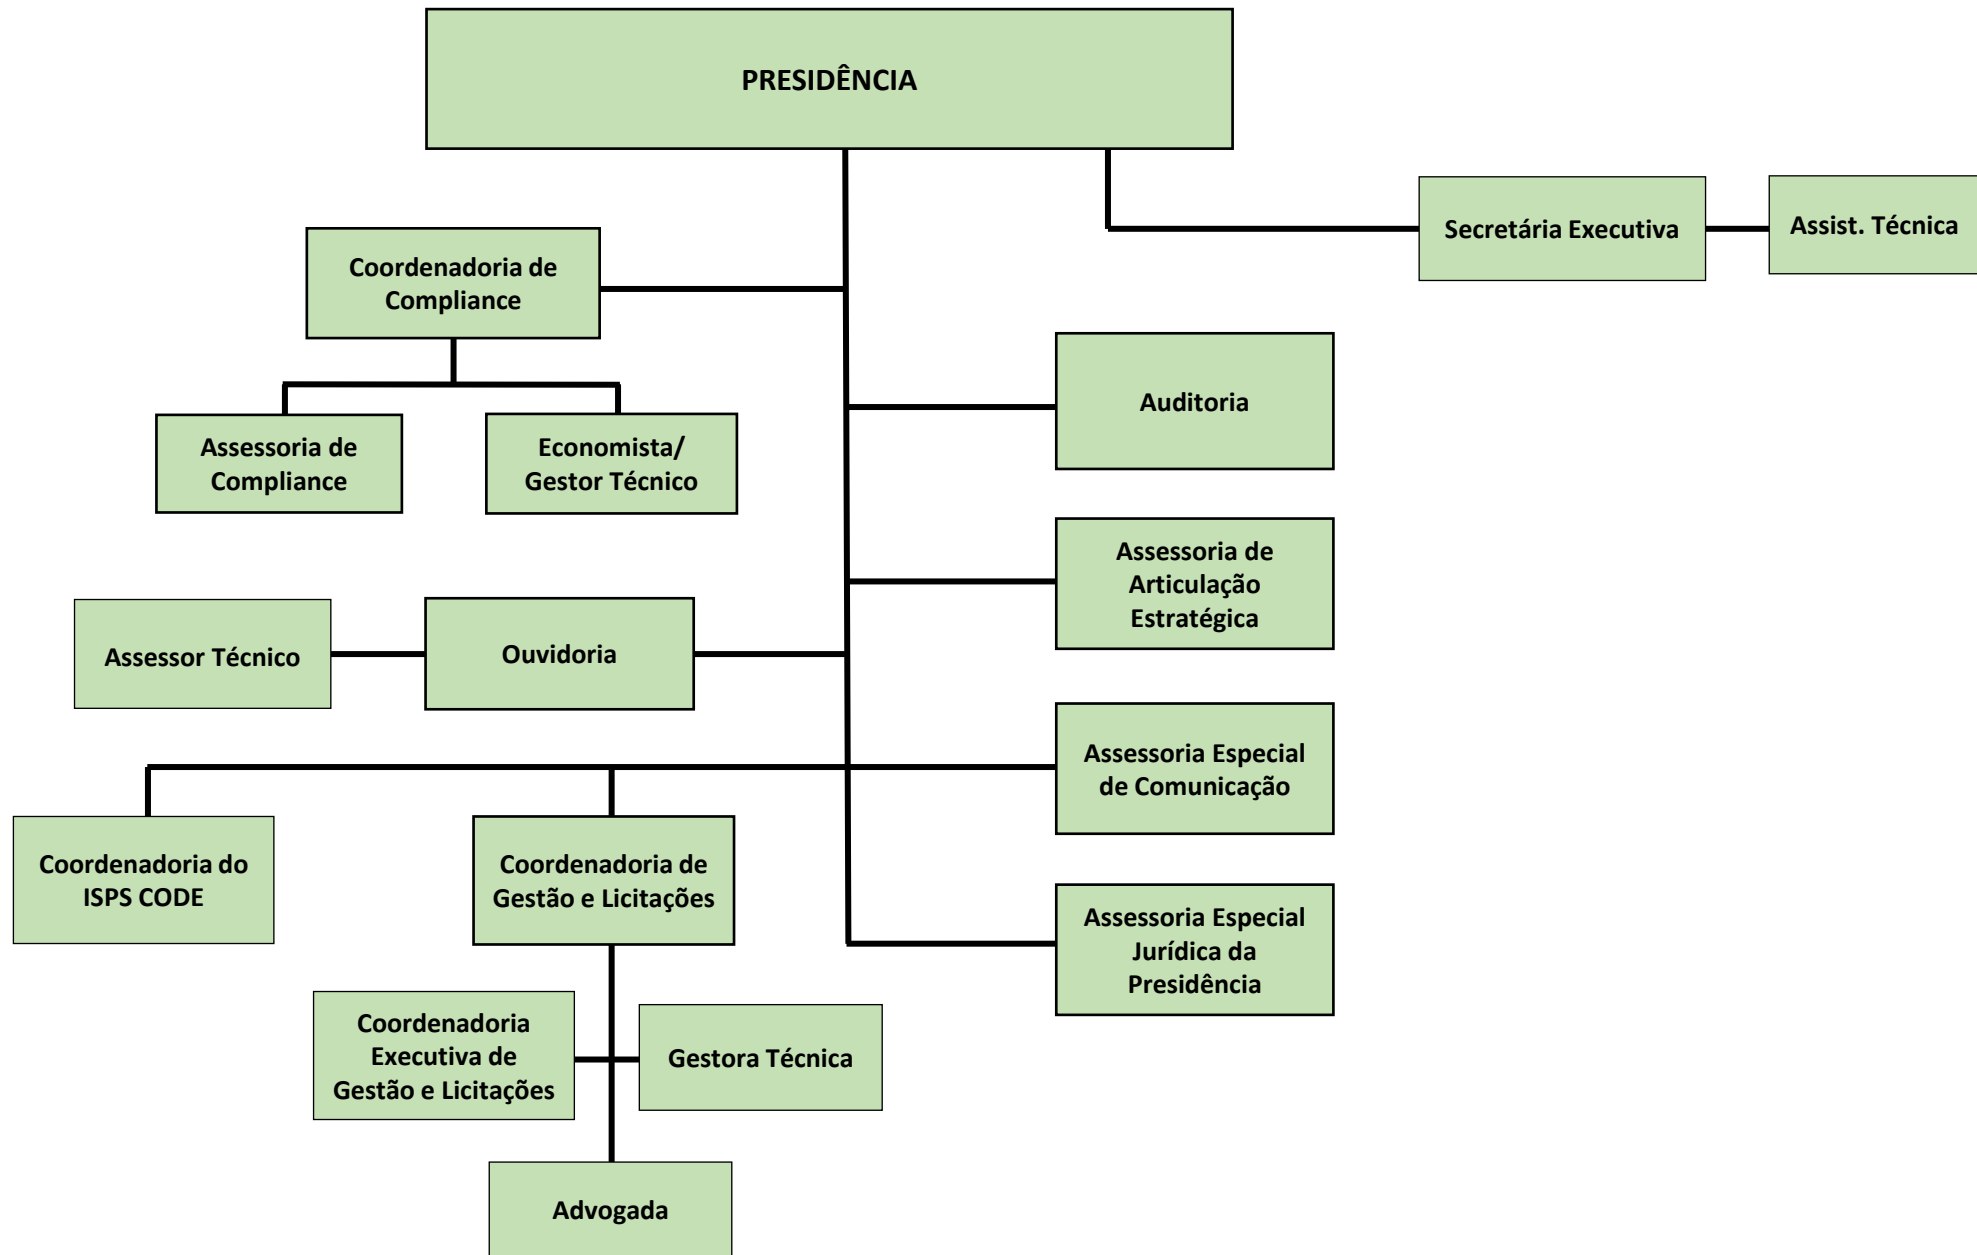 PRESIDÊNCIA
Secretária Executiva
Assist. Técnica
Coordenadoria de
Compliance
Auditoria
Assessoria de
Compliance
Economista/
Gestor Técnico
Assessoria de
Articulação
Estratégica
Assessor Técnico
Ouvidoria
Assessoria Especial
de Comunicação
Coordenadoria do
ISPS CODE
Coordenadoria de
Gestão e Licitações
Assessoria Especial
Jurídica da
Presidência
Coordenadoria
Executiva de
Gestão e Licitações
Gestora Técnica
Advogada